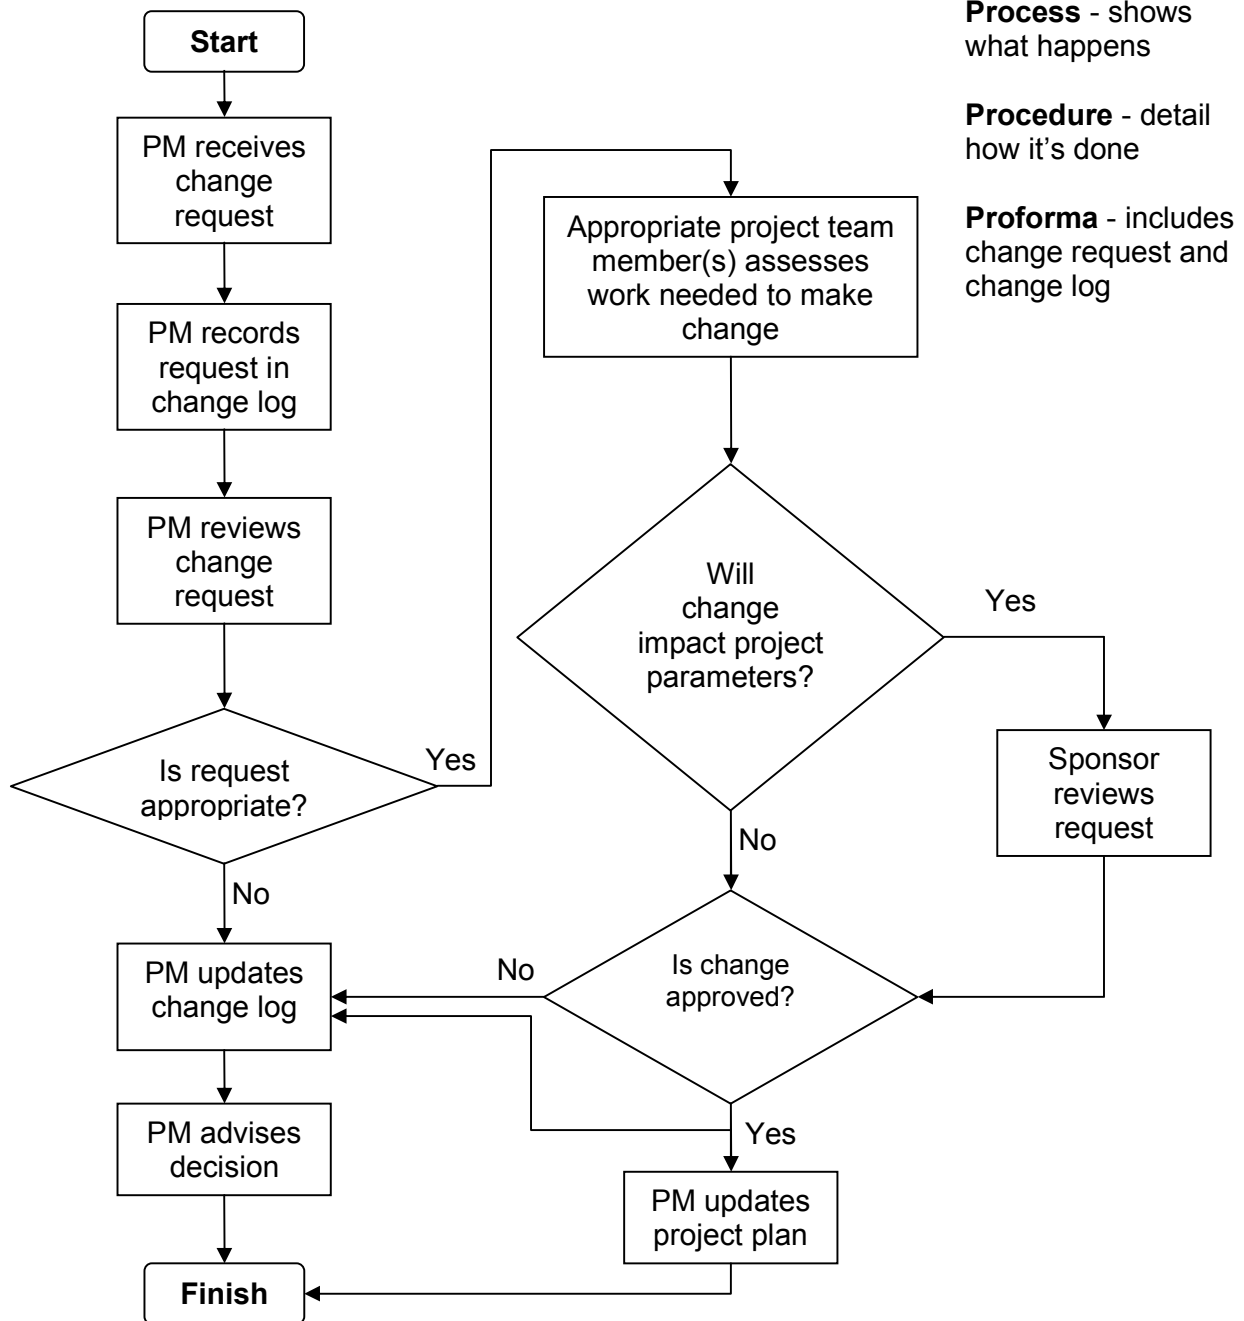 Start
PM receives
change
request
PM records
request in
change log
PM reviews
change
request
Is request
appropriate?
Yes
No
PM updates
change log
PM advises
decision
Finish
Appropriate project team
member(s) assesses
work needed to make
change
Will
change
impact project
parameters?
Yes
No
Sponsor
reviews
request
Is change
approved?
No
Yes
PM updates
project plan
Process - shows
what happens
Procedure - detail
how it's done
Proforma - includes
change request and
change log